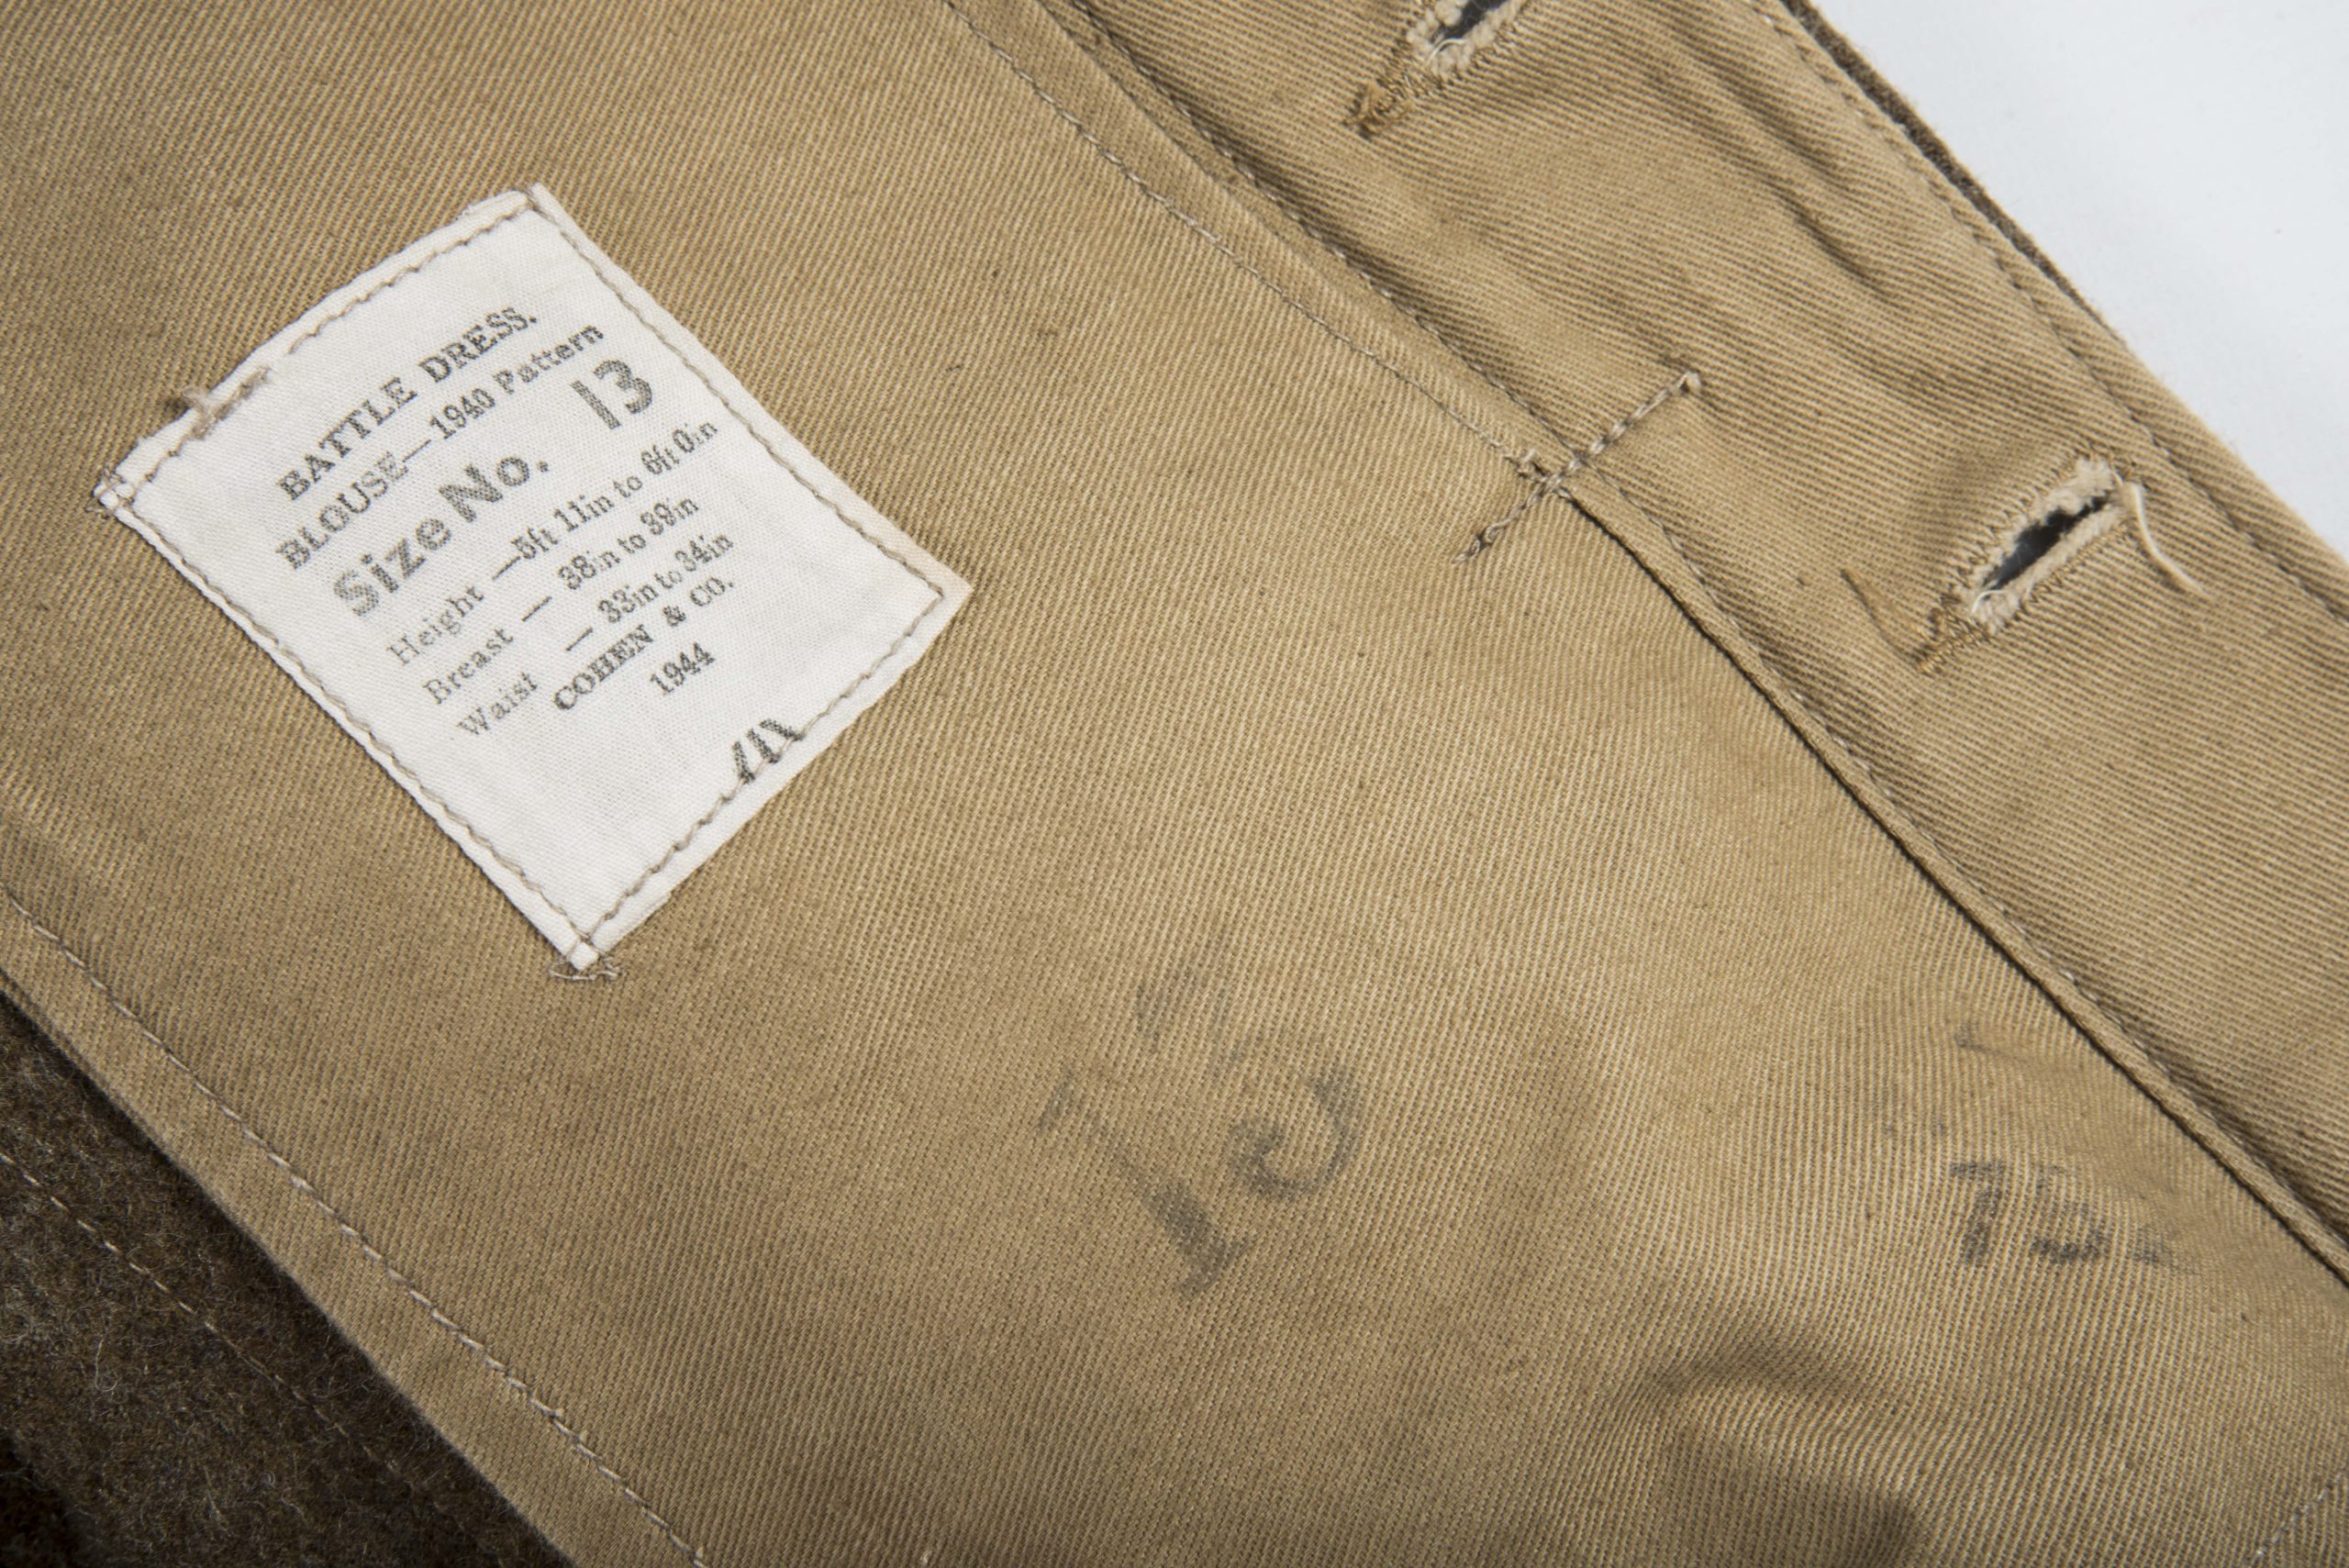 BATTLE DRESS.
BLOUSE—1940 Pattern
Size No. 13
Height —5ft 11in to 6ft 0in
Breast — 38in to 39in
Waist — 33in to 34in
COHEN & CO.
1944
13